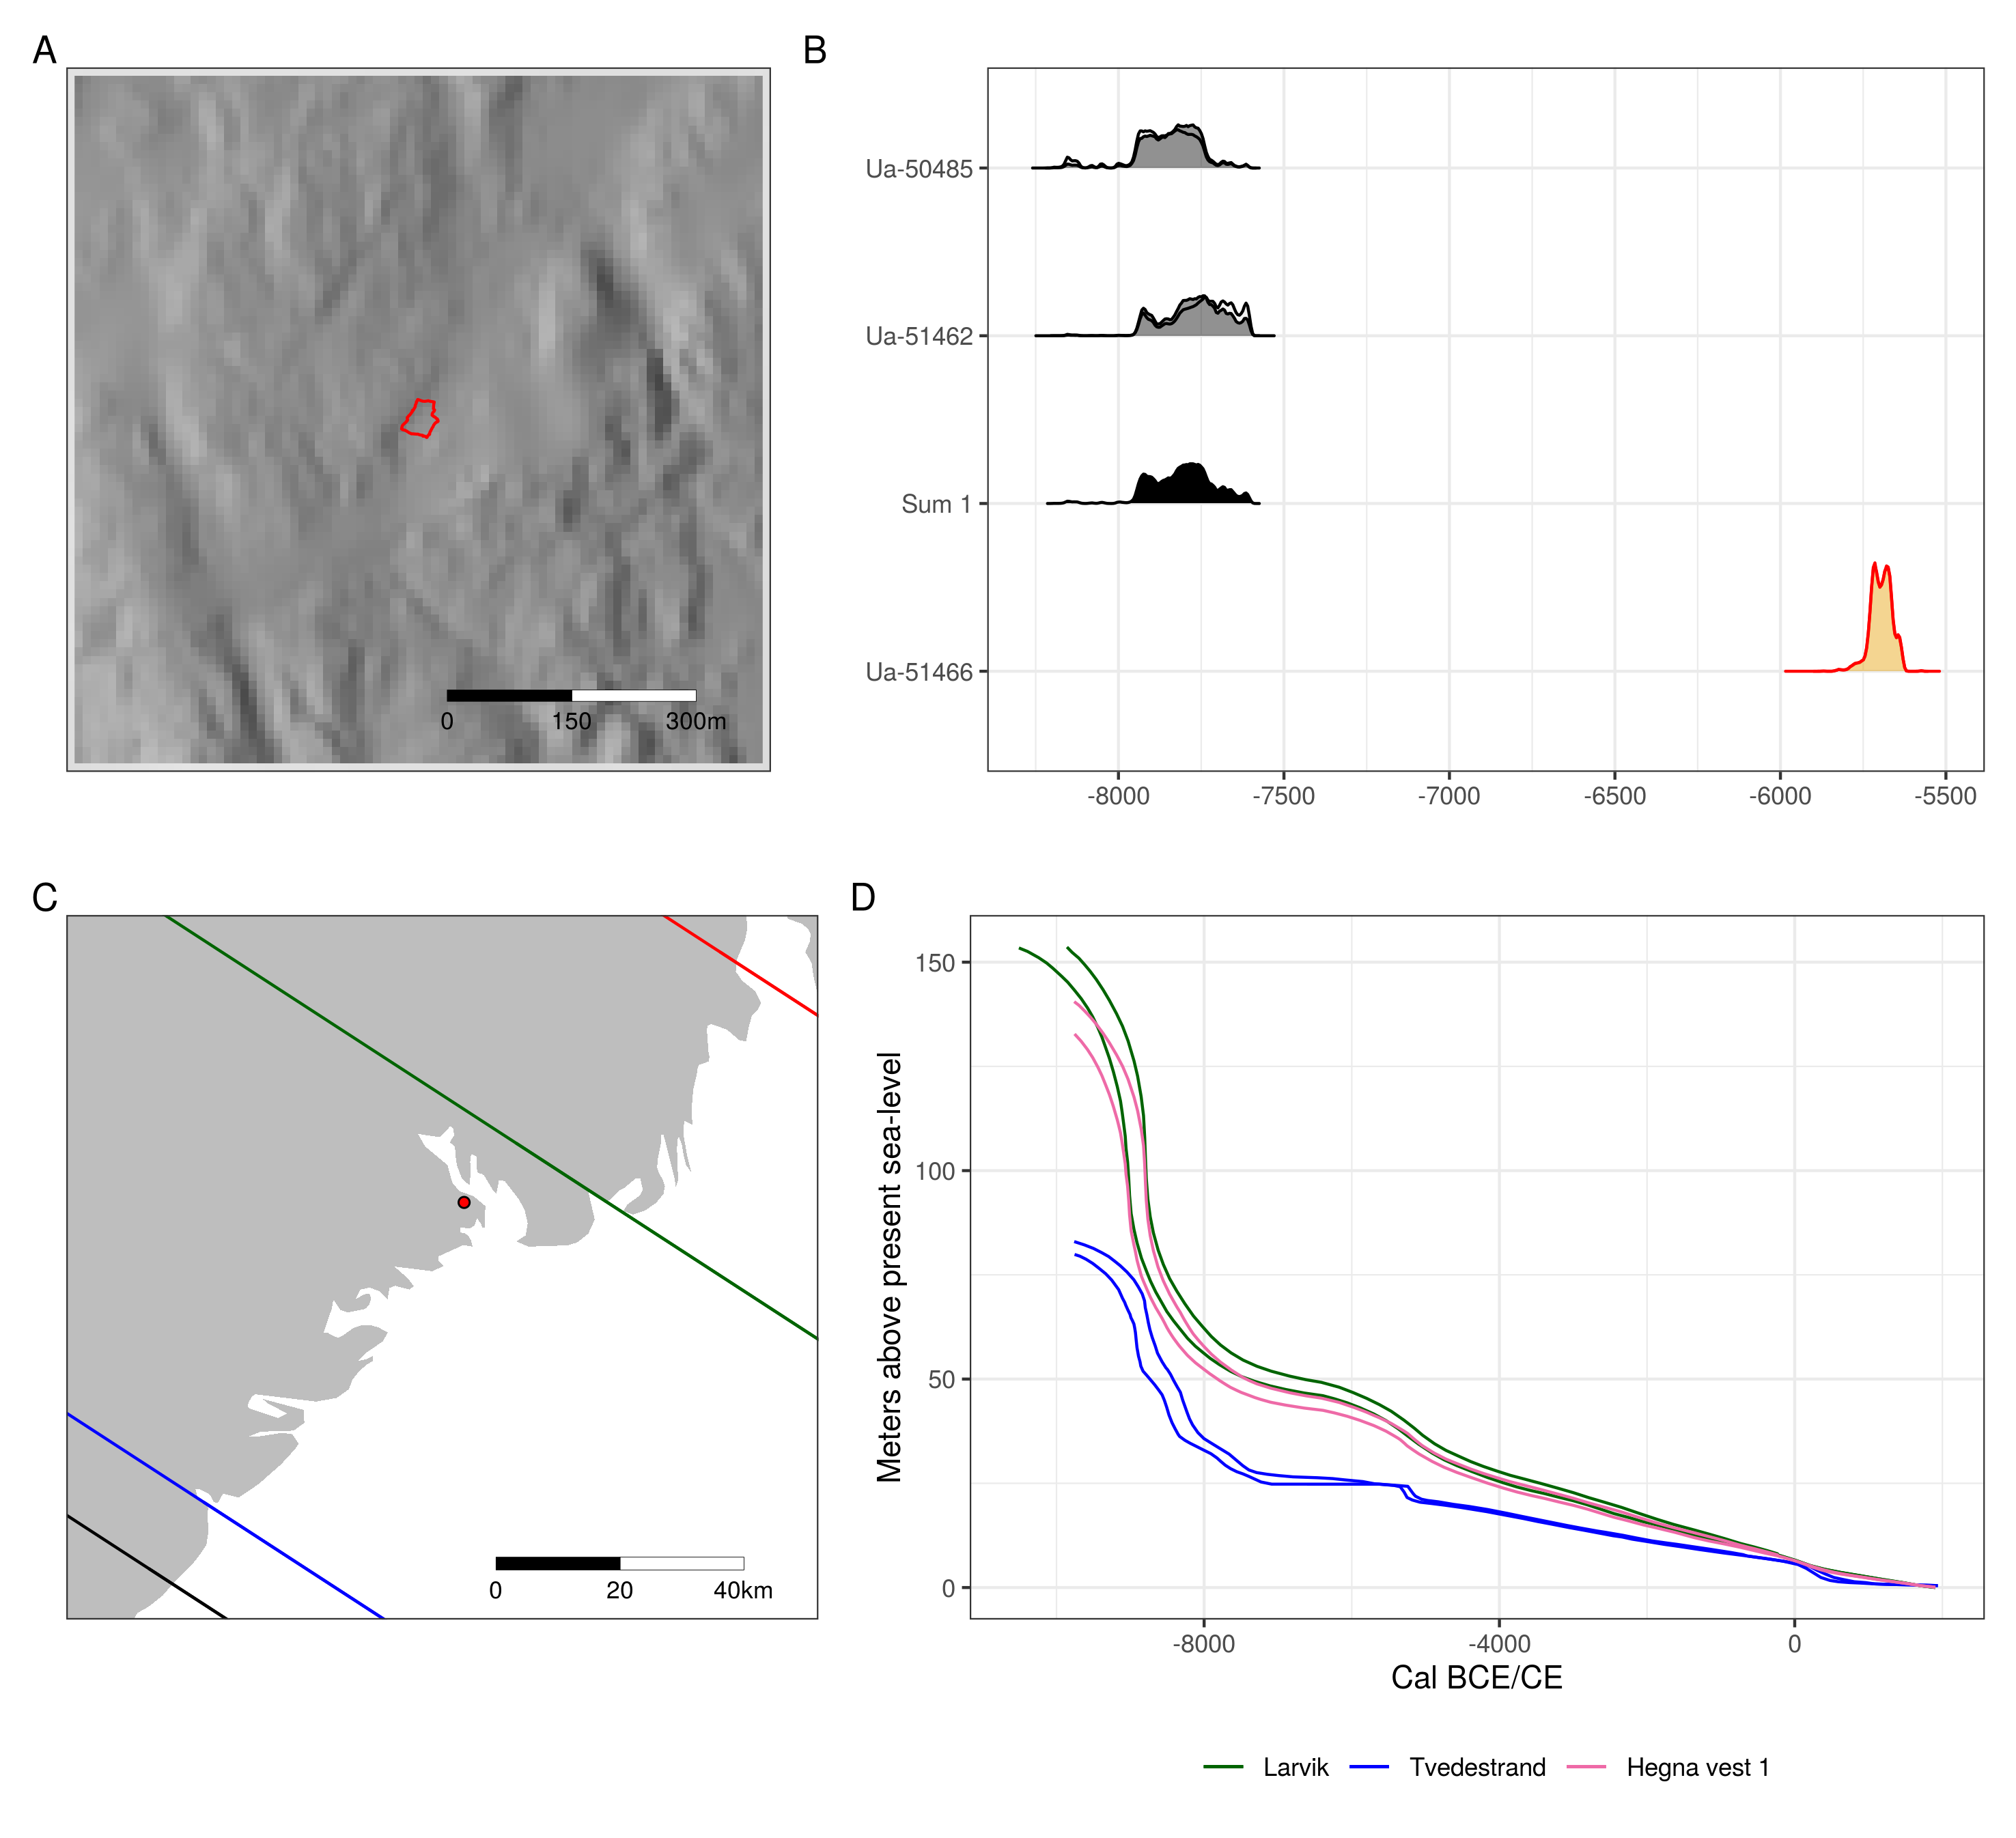 A
B
0
150
300m
Ua-50485
Ua-51462
Sum 1
Ua-51466
-8000
-7500
-7000
-6500
-6000
-5500
C
D
0
20
40km
Meters above present sea-level
150
100
50
0
-8000
-4000
0
Cal BCE/CE
Larvik
Tvedestrand
Hegna vest 1